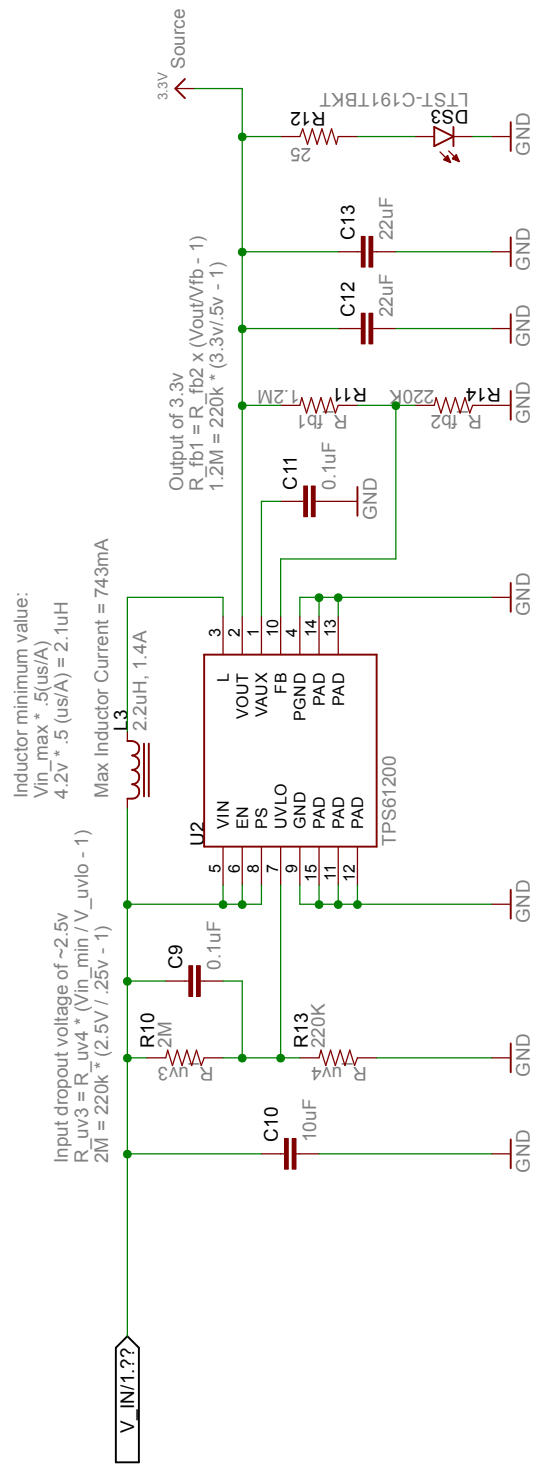 V_IN/1.??
Input dropout voltage of ~2.5v
R_uv3 = R_uv4 * (Vin_min / V_uvlo - 1)
2M = 220k * (2.5V / .25v - 1)
Inductor minimum value:
Vin_max * .5(us/A)
4.2v * .5 (us/A) = 2.1uH
Max Inductor Current = 743mA
L3
2.2uH, 1.4A
Output of 3.3v
R_fb1 = R_fb2 x (Vout/Vfb - 1)
1.2M = 220k * (3.3v/.5v - 1)
3.3V
Source
C10
10uF
GND
R10
2M
R_uv3
R13
220K
R_uv4
GND
C9
0.1uF
GND
U2
TPS61200
5
VIN
6
EN
8
PS
7
UVLO
9
GND
15
PAD
11
PAD
12
PAD
L
3
VOUT
2
VAUX
1
FB
10
PGND
4
PAD
14
PAD
13
GND
C11
0.1uF
GND
R11
1.2M
R_fb1
R14
220K
R_fb2
GND
C12
22uF
GND
C13
22uF
GND
R12
25
DS3
LTST-C191TBKT
GND